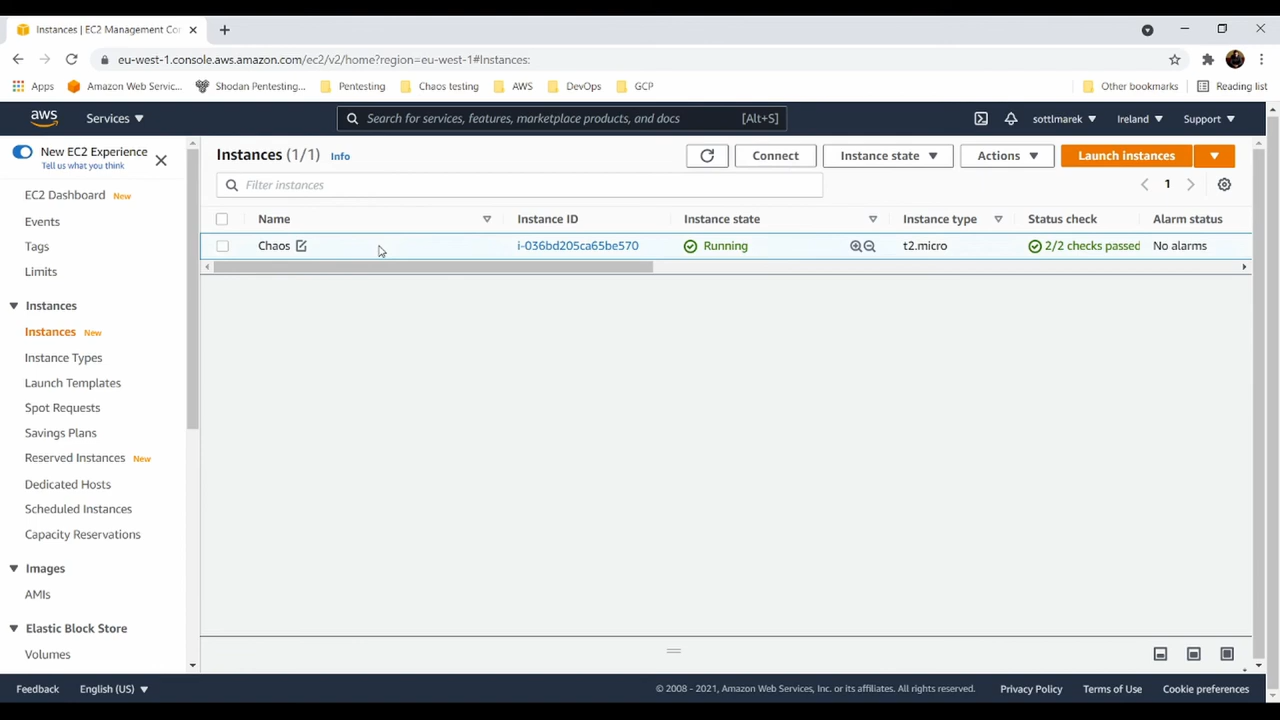 Instances | EC2 Management Con
eu-west-1.console.aws.amazon.com/ec2/v2/home?region=eu-west-1#Instances:
Apps Amazon Web Servic... Shodan Pentesting... Pentesting Chaos testing AWS DevOps GCP Other bookmarks Reading list
aws Services Search for services, features, marketplace products, and docs [Alt+S] sottlmarek Ireland Support
New EC2 Experience
Tell us what you think
EC2 Dashboard New
Events
Tags
Limits
Instances
Instances New
Instance Types
Launch Templates
Spot Requests
Savings Plans
Reserved Instances New
Dedicated Hosts
Scheduled Instances
Capacity Reservations
Images
AMIs
Elastic Block Store
Volumes
Instances (1/1) Info Connect Instance state Actions Launch instances
Filter instances 1
Name Instance ID Instance state Instance type Status check Alarm status
Chaos i-036bd205ca65be570 Running t2.micro 2/2 checks passed No alarms
Feedback English (US) © 2008 - 2021, Amazon Web Services, Inc. or its affiliates. All rights reserved. Privacy Policy Terms of Use Cookie preferences